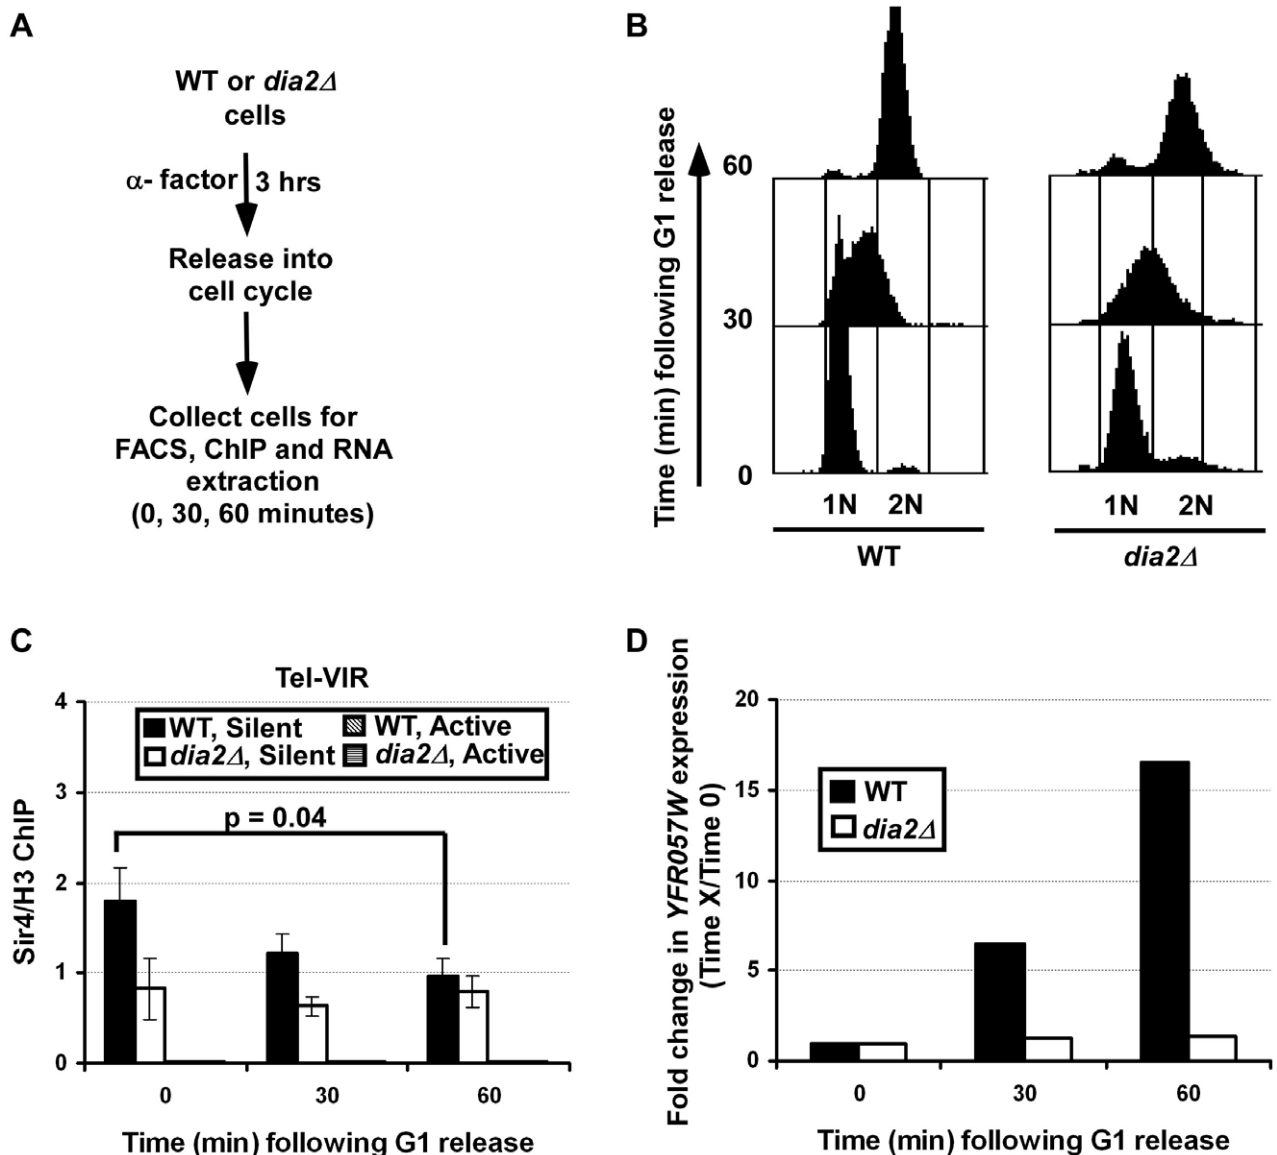 A
WT or dia2Δ
cells
α- factor 3 hrs
Release into
cell cycle
Collect cells for
FACS, ChIP and RNA
extraction
(0, 30, 60 minutes)
B
Time (min) following G1 release
60
30
0
1N 2N
1N 2N
WT
dia2Δ
C
Tel-VIR
WT, Silent
WT, Active
dia2Δ, Silent
dia2Δ, Active
p = 0.04
Sir4/H3 ChIP
4
3
2
1
0
0 30 60
Time (min) following G1 release
D
Fold change in YFR057W expression
(Time X/Time 0)
20
15
10
5
0
WT
dia2Δ
0 30 60
Time (min) following G1 release